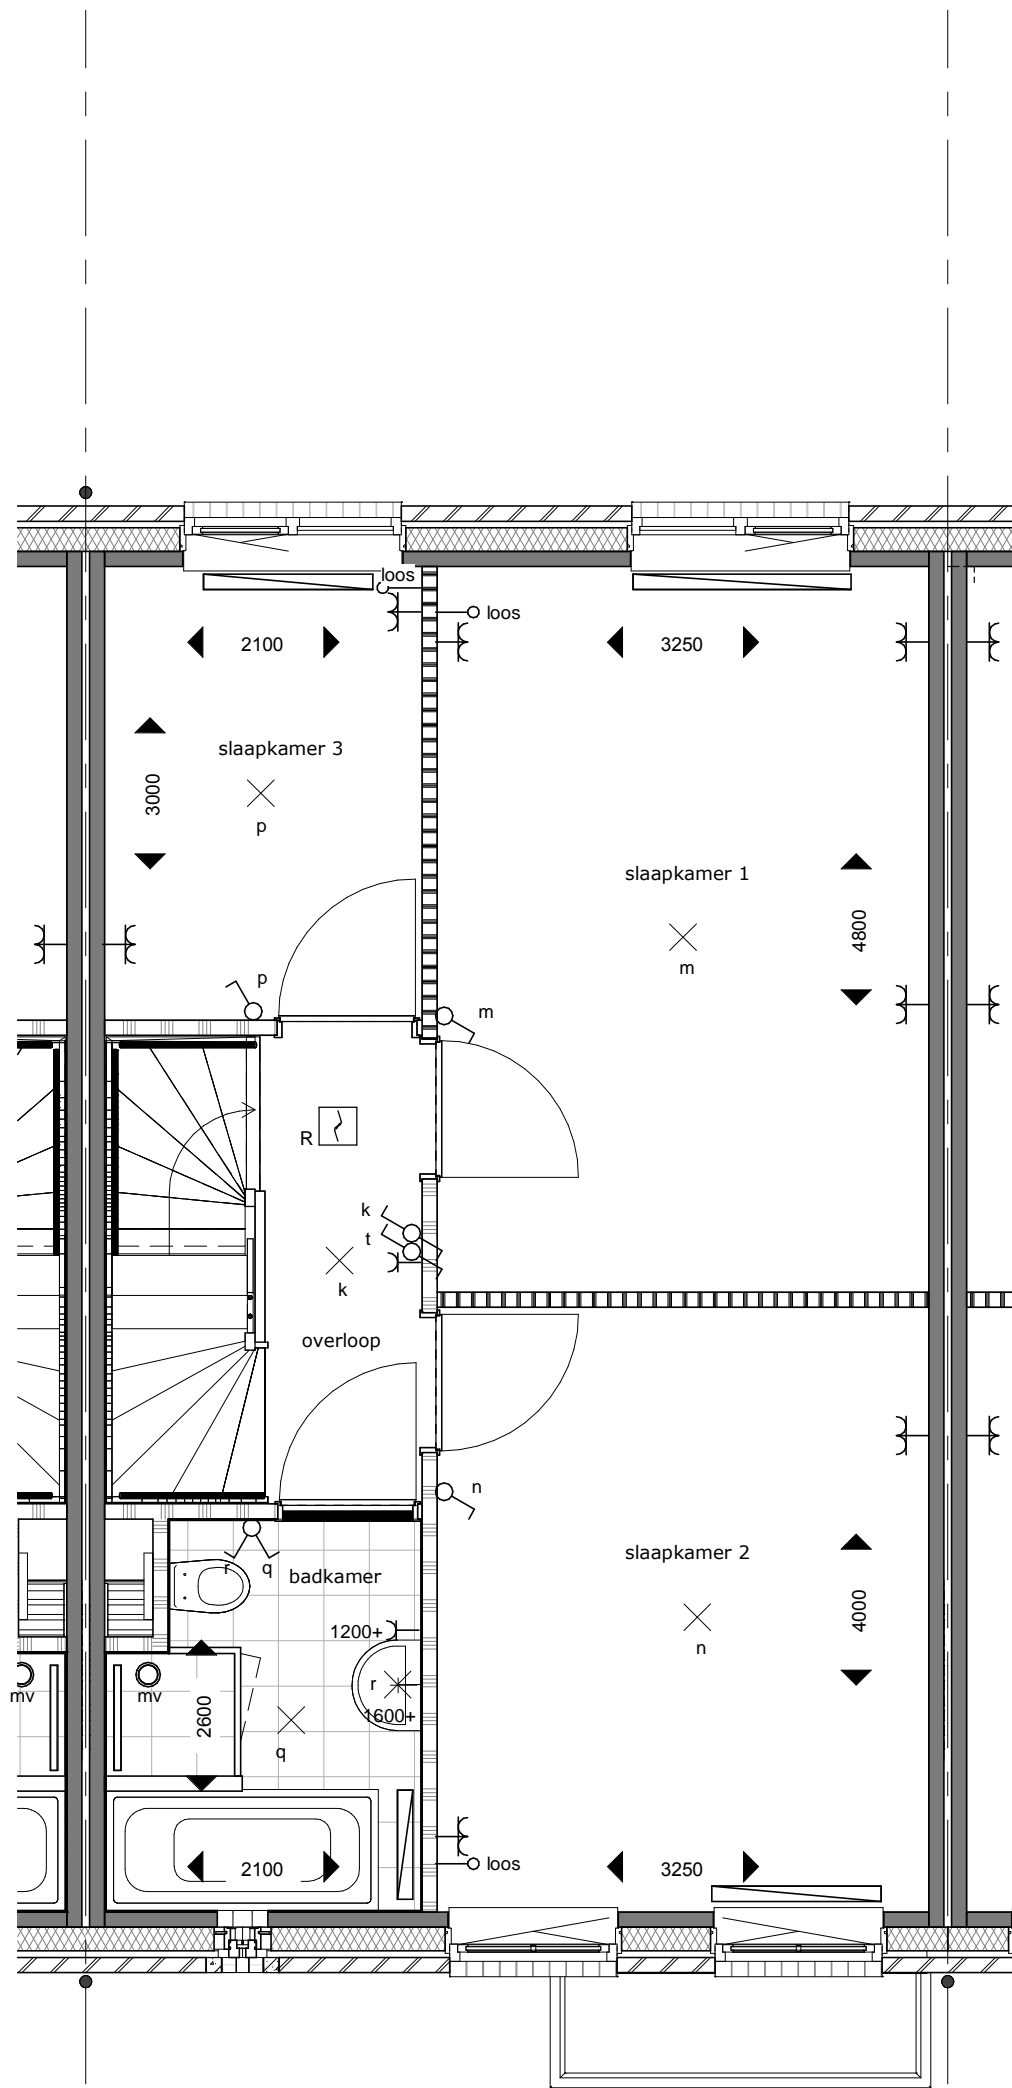 loos
loos
2100
3250
slaapkamer 3
3000
p
slaapkamer 1
4800
m
p
m
R
k
t
k
overloop
n
slaapkamer 2
r
q
badkamer
4000
1200+
n
r
mv
mv
2600
1600+
q
2100
loos
3250